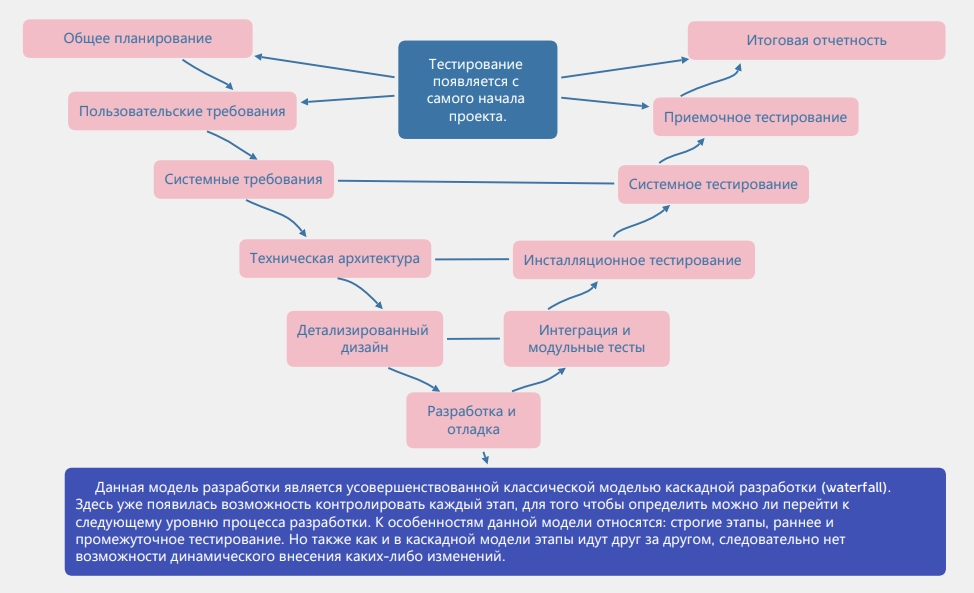 Общее планирование
Тестирование
появляется с
самого начала
проекта.
Итоговая отчетность
Пользовательские требования
Приемочное тестирование
Системные требования
Системное тестирование
Техническая архитектура
Инсталляционное тестирование
Детализированный
дизайн
Интеграция и
модульные тесты
Разработка и
отладка
Данная модель разработки является усовершенствованной классической моделью каскадной разработки (waterfall).
Здесь уже появилась возможность контролировать каждый этап, для того чтобы определить можно ли перейти к
следующему уровню процесса разработки. К особенностям данной модели относятся: строгие этапы, раннее и
промежуточное тестирование. Но также как и в каскадной модели этапы идут друг за другом, следовательно нет
возможности динамического внесения каких-либо изменений.